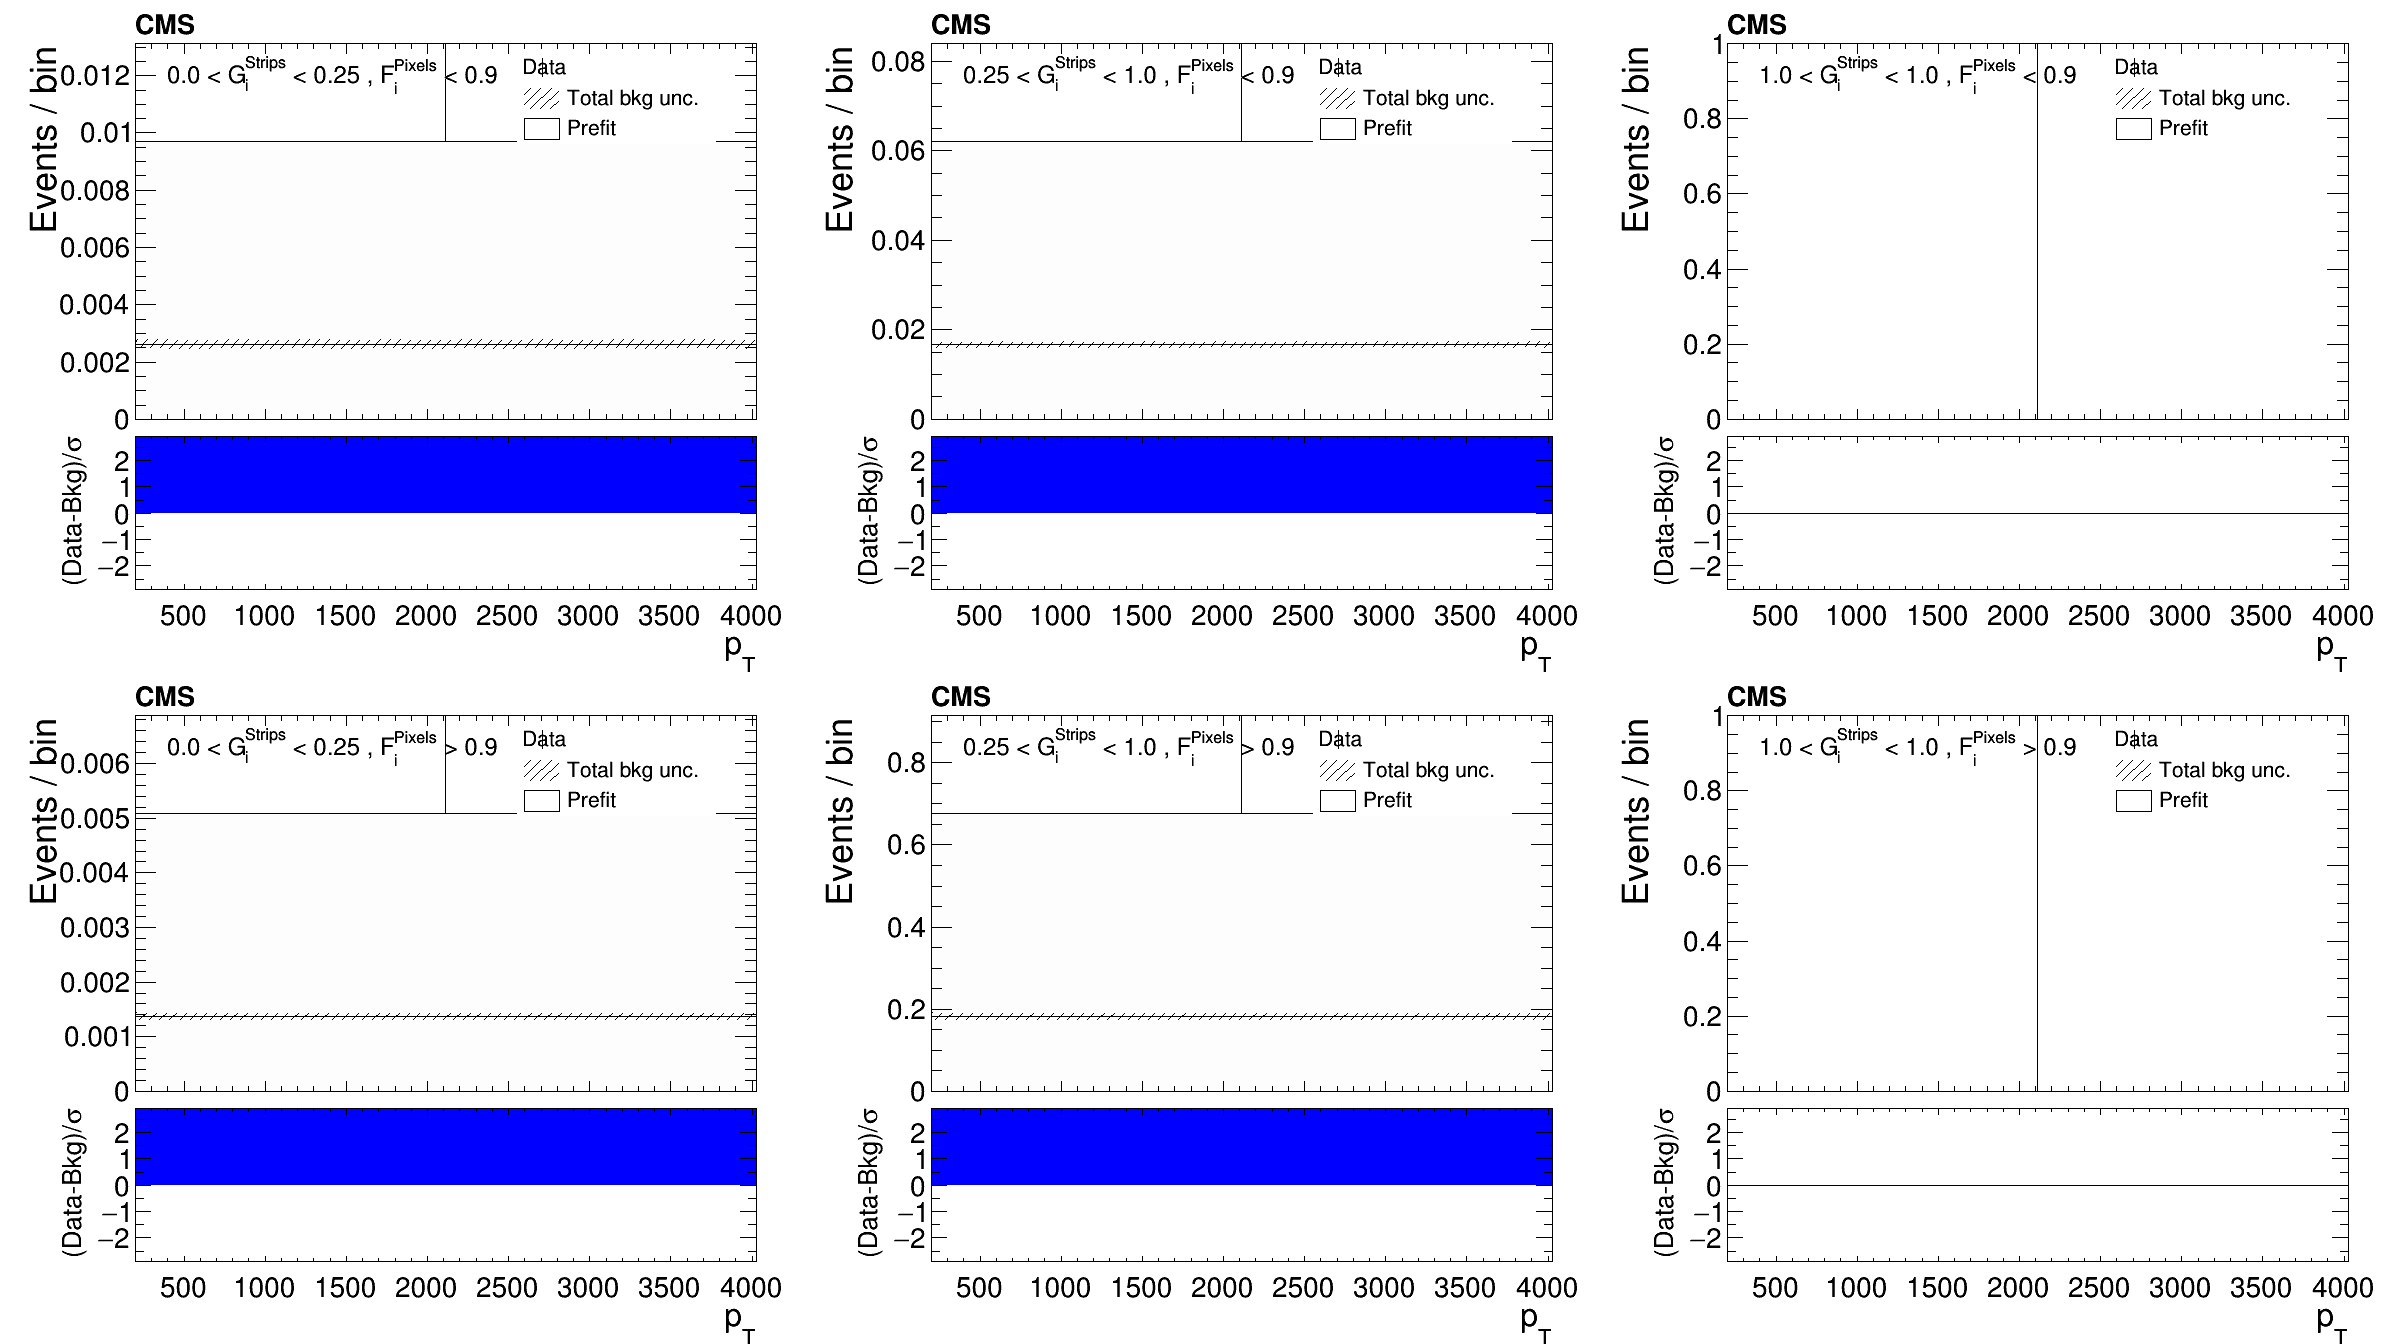 CMS
Events / bin
0.0 < G_i^Strips < 0.25 , F_i^Pixels < 0.9
Data
Total bkg unc.
Prefit
0.012
0.01
0.008
0.006
0.004
0.002
0
(Data-Bkg)/σ
2
1
0
−1
−2
500 1000 1500 2000 2500 3000 3500 4000
p_T
CMS
Events / bin
0.25 < G_i^Strips < 1.0 , F_i^Pixels < 0.9
Data
Total bkg unc.
Prefit
0.08
0.06
0.04
0.02
0
(Data-Bkg)/σ
2
1
0
−1
−2
500 1000 1500 2000 2500 3000 3500 4000
p_T
CMS
Events / bin
1.0 < G_i^Strips < 1.0 , F_i^Pixels < 0.9
Data
Total bkg unc.
Prefit
1
0.8
0.6
0.4
0.2
0
(Data-Bkg)/σ
2
1
0
−1
−2
500 1000 1500 2000 2500 3000 3500 4000
p_T
CMS
Events / bin
0.0 < G_i^Strips < 0.25 , F_i^Pixels > 0.9
Data
Total bkg unc.
Prefit
0.006
0.005
0.004
0.003
0.002
0.001
0
(Data-Bkg)/σ
2
1
0
−1
−2
500 1000 1500 2000 2500 3000 3500 4000
p_T
CMS
Events / bin
0.25 < G_i^Strips < 1.0 , F_i^Pixels > 0.9
Data
Total bkg unc.
Prefit
0.8
0.6
0.4
0.2
0
(Data-Bkg)/σ
2
1
0
−1
−2
500 1000 1500 2000 2500 3000 3500 4000
p_T
CMS
Events / bin
1.0 < G_i^Strips < 1.0 , F_i^Pixels > 0.9
Data
Total bkg unc.
Prefit
1
0.8
0.6
0.4
0.2
0
(Data-Bkg)/σ
2
1
0
−1
−2
500 1000 1500 2000 2500 3000 3500 4000
p_T